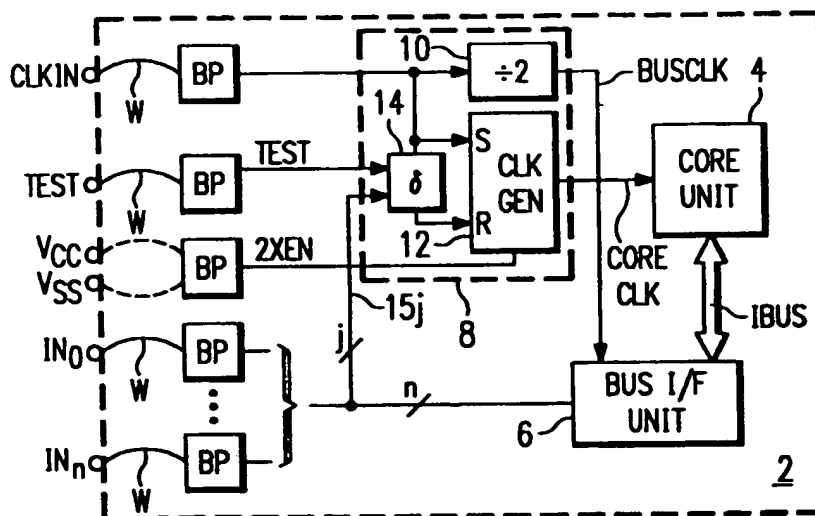 CLKIN
W
BP
10
÷2
BUSCLK
4
14
TEST
S
CLK
GEN
δ
R
12
CORE
UNIT
TEST
W
BP
VCC
VSS
BP
2XEN
CORE
CLK
8
15j
IBUS
IN0
W
BP
j
n
BUS I/F
UNIT
6
INn
W
BP
2